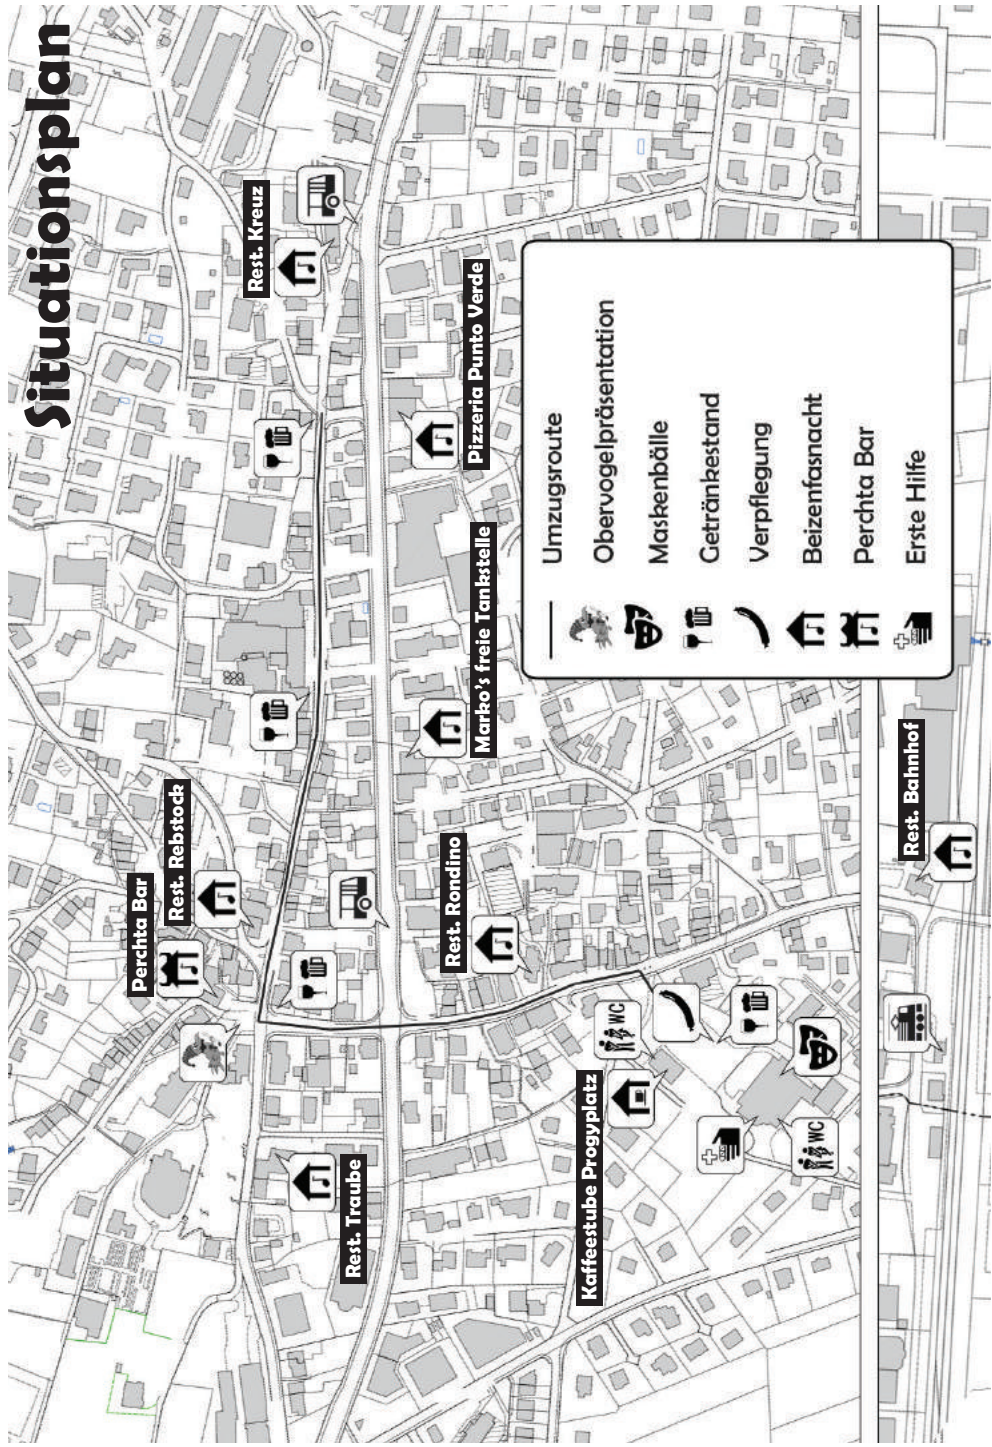 Situationsplan
Rest. Kreuz
Pizzeria Punto Verde
Marko's freie Tankstelle
Rest. Rebstock
Perchta Bar
Rest. Rondino
Rest. Bahnhof
Rest. Traube
Kaffeestube Progyplatz
WC
WC
Umzugsroute
Obervogelpräsentation
Maskenbälle
Getränkestand
Verpflegung
Beizenfasnacht
Perchta Bar
Erste Hilfe